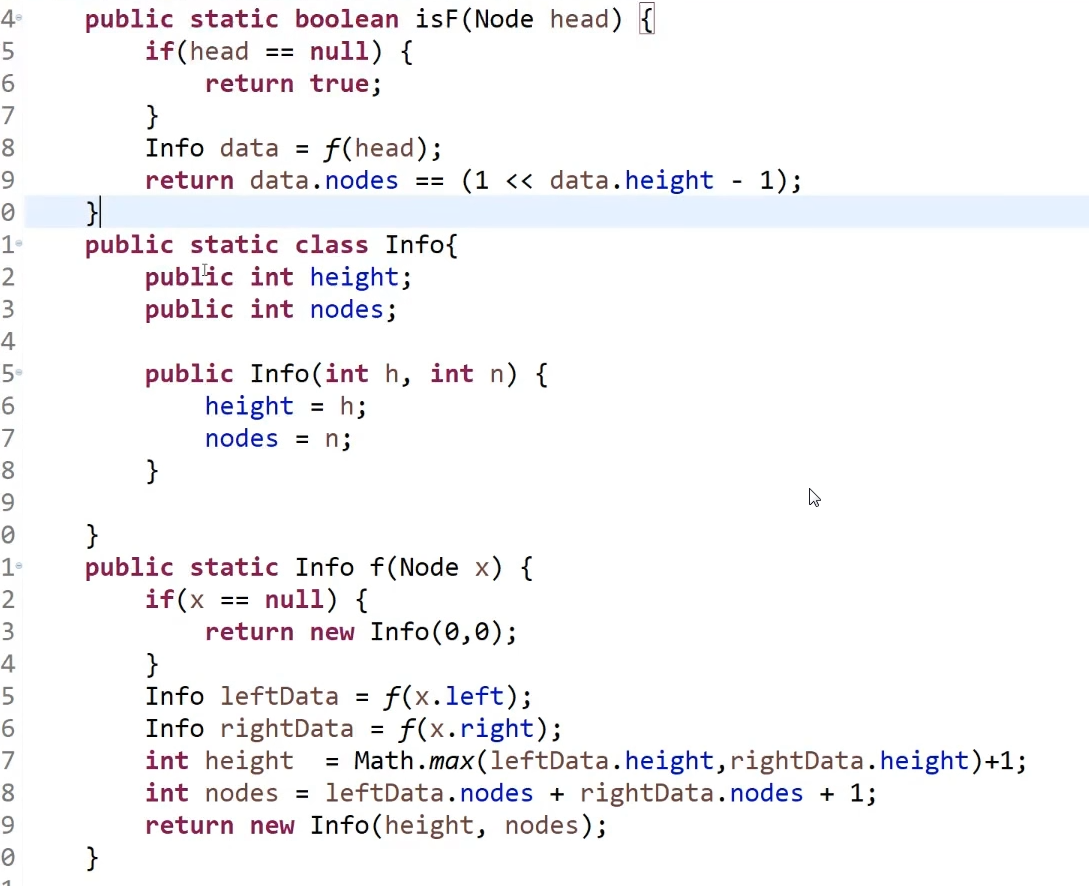 4 public static boolean isF(Node head) {
5 if(head == null) {
6 return true;
7 }
8 Info data = f(head);
9 return data.nodes == (1 << data.height - 1);
0 }
1 public static class Info{
2 public int height;
3 public int nodes;
4
5 public Info(int h, int n) {
6 height = h;
7 nodes = n;
8 }
9
0 }
1 public static Info f(Node x) {
2 if(x == null) {
3 return new Info(0,0);
4 }
5 Info leftData = f(x.left);
6 Info rightData = f(x.right);
7 int height  = Math.max(leftData.height,rightData.height)+1;
8 int nodes = leftData.nodes + rightData.nodes + 1;
9 return new Info(height, nodes);
0 }